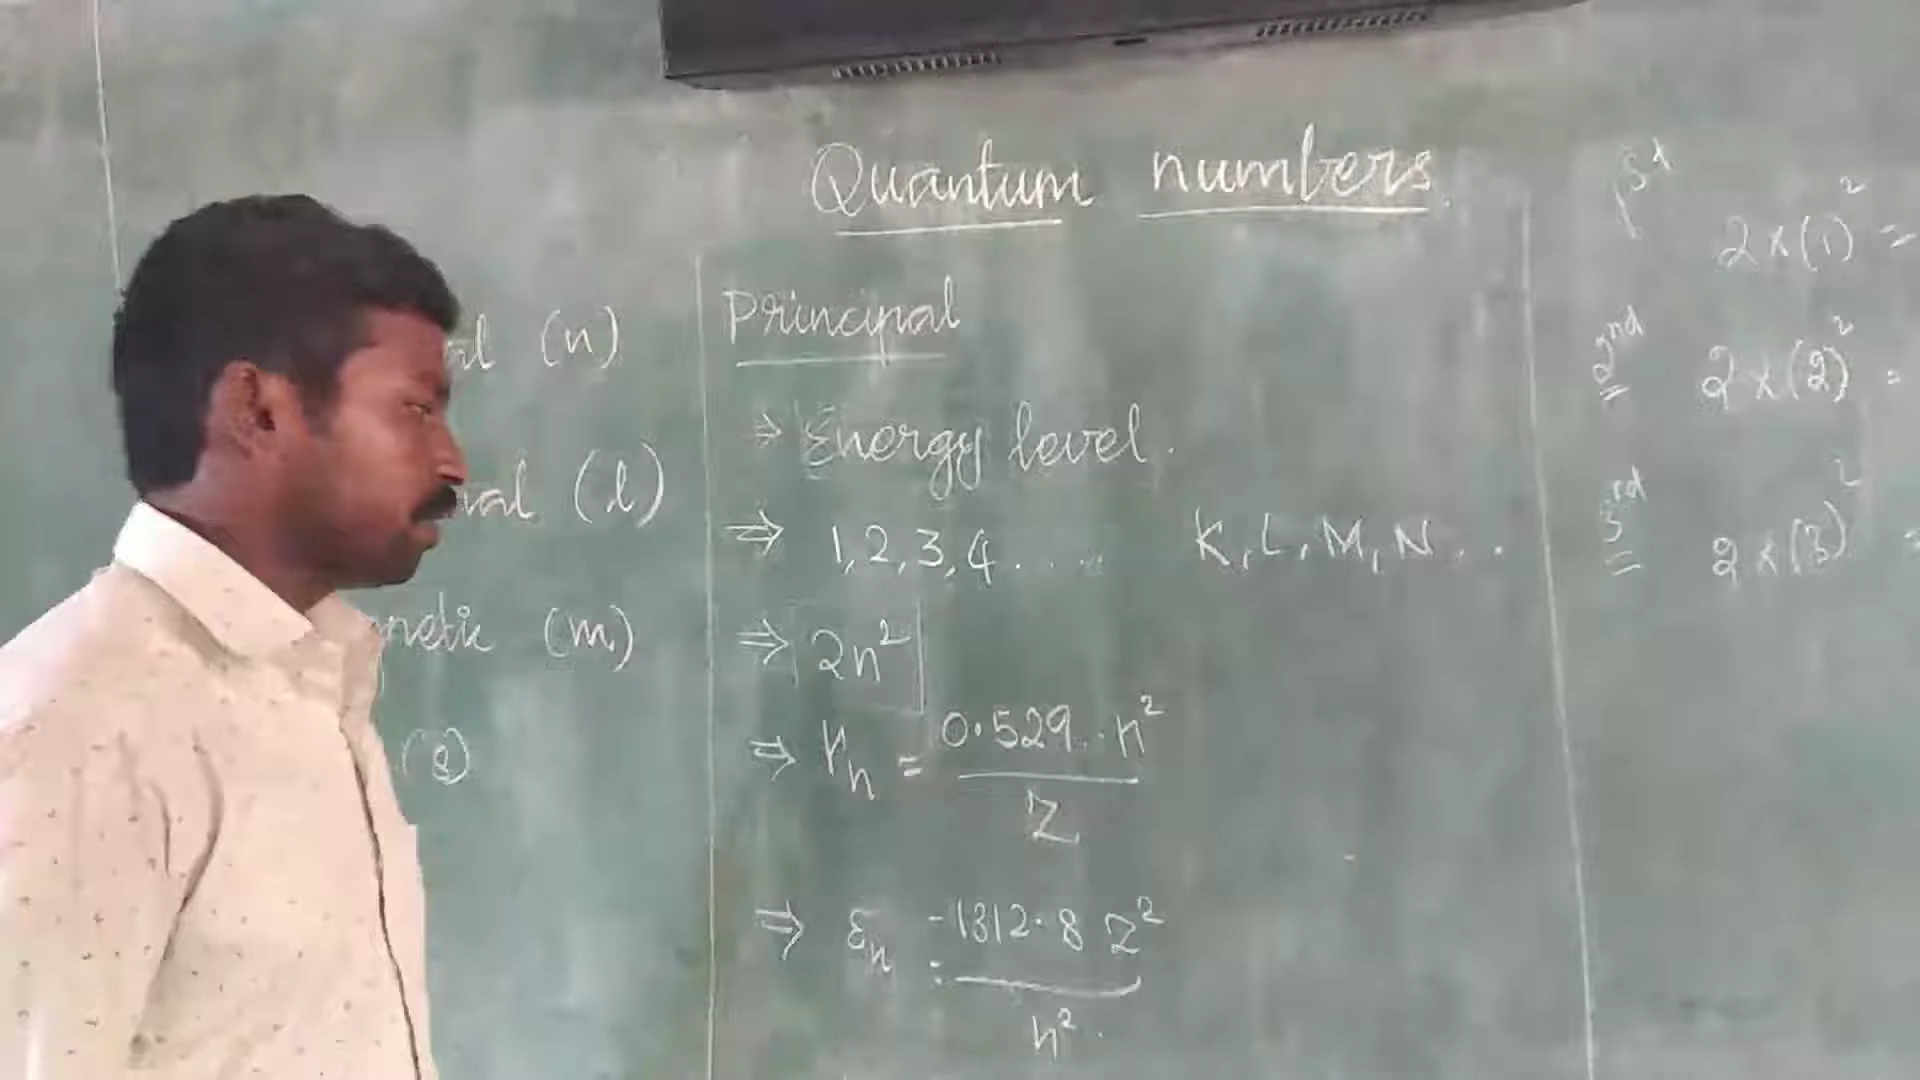 Quantum numbers
(n)
(l)
(m)
(s)
Principal
⇒ Energy level.
⇒ 1,2,3,4.... K,L,M,N...
⇒ 2n²
⇒ rn = 0.529..n² / Z
⇒ En = -1312.8 Z² / n².
1st 2×(1)² =
2nd 2×(2)² =
3rd 2×(3)² =